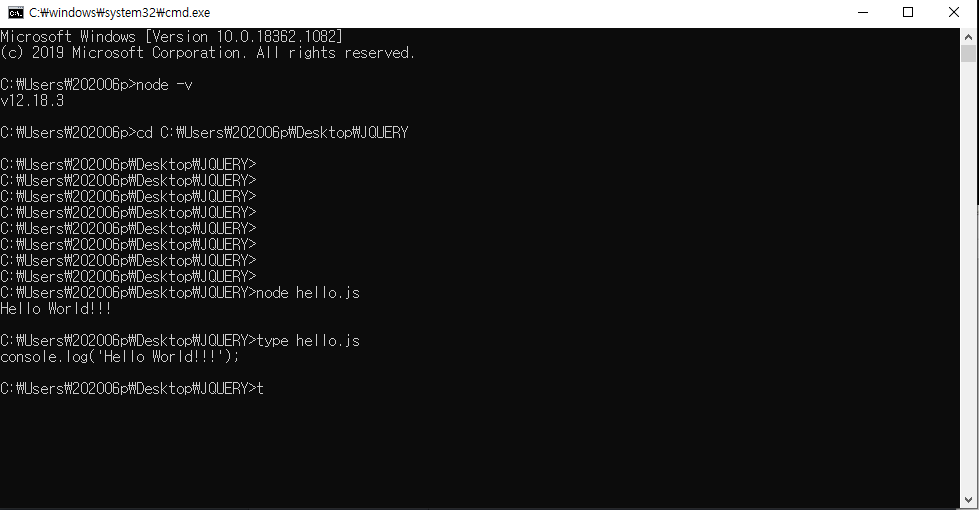 C:₩windows₩system32₩cmd.exe
Microsoft Windows [Version 10.0.18362.1082]
(c) 2019 Microsoft Corporation. All rights reserved.
C:₩Users₩202006p>node -v
v12.18.3
C:₩Users₩202006p>cd C:₩Users₩202006p₩Desktop₩JQUERY
C:₩Users₩202006p₩Desktop₩JQUERY>
C:₩Users₩202006p₩Desktop₩JQUERY>
C:₩Users₩202006p₩Desktop₩JQUERY>
C:₩Users₩202006p₩Desktop₩JQUERY>
C:₩Users₩202006p₩Desktop₩JQUERY>
C:₩Users₩202006p₩Desktop₩JQUERY>
C:₩Users₩202006p₩Desktop₩JQUERY>
C:₩Users₩202006p₩Desktop₩JQUERY>
C:₩Users₩202006p₩Desktop₩JQUERY>node hello.js
Hello World!!!
C:₩Users₩202006p₩Desktop₩JQUERY>type hello.js
console.log('Hello World!!!');
C:₩Users₩202006p₩Desktop₩JQUERY>t